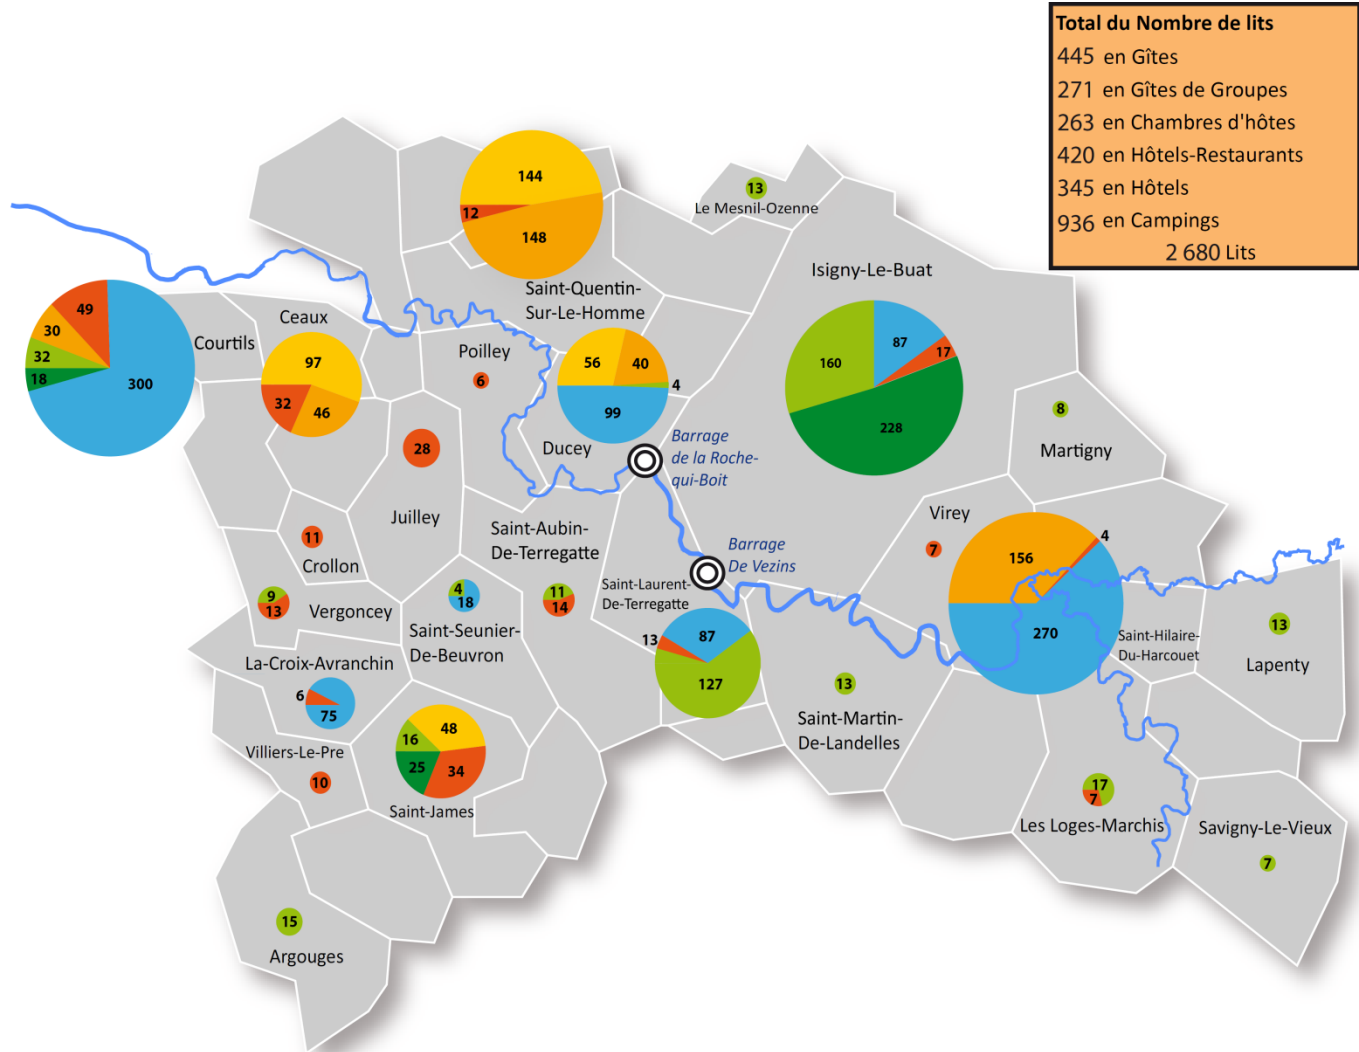 Total du Nombre de lits
445 en Gîtes
271 en Gîtes de Groupes
263 en Chambres d'hôtes
420 en Hôtels-Restaurants
345 en Hôtels
936 en Campings
2 680 Lits
144
12
148
Saint-Quentin-
Sur-Le-Homme
13
Le Mesnil-Ozenne
Isigny-Le-Buat
87
17
160
228
49
30
32
18
300
Courtils
Ceaux
97
32
46
Poilley
6
56
40
4
99
Ducey
Barrage
de la Roche-
qui-Boit
8
Martigny
28
Juilley
Saint-Aubin-
De-Terregatte
11
14
Virey
7
156
4
270
Saint-Hilaire-
Du-Harcouet
11
Crollon
Barrage
De Vezins
Saint-Laurent-
De-Terregatte
13
87
127
9
13
Vergoncey
4
18
Saint-Seunier-
De-Beuvron
13
Lapenty
La-Croix-Avranchin
6
75
13
Saint-Martin-
De-Landelles
Villiers-Le-Pre
10
48
16
25
34
Saint-James
17
7
Les Loges-Marchis
Savigny-Le-Vieux
7
15
Argouges